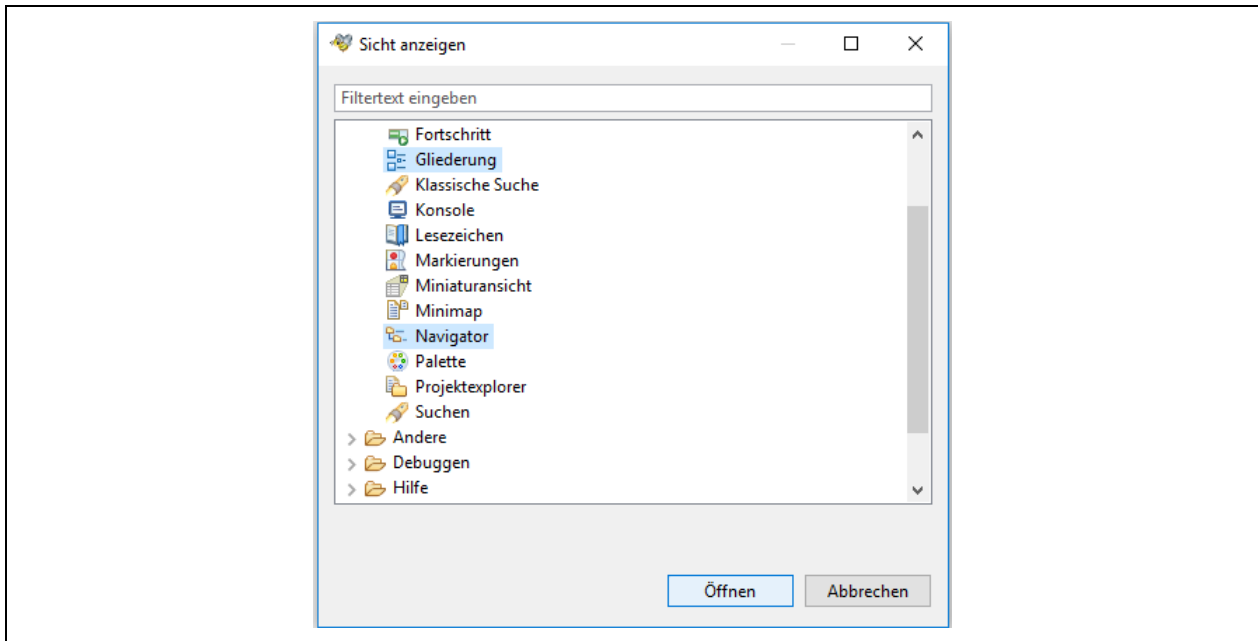 Sicht anzeigen
Filtertext eingeben
Fortschritt
Gliederung
Klassische Suche
Konsole
Lesezeichen
Markierungen
Miniaturansicht
Minimap
Navigator
Palette
Projektexplorer
Suchen
Andere
Debuggen
Hilfe
Öffnen Abbrechen